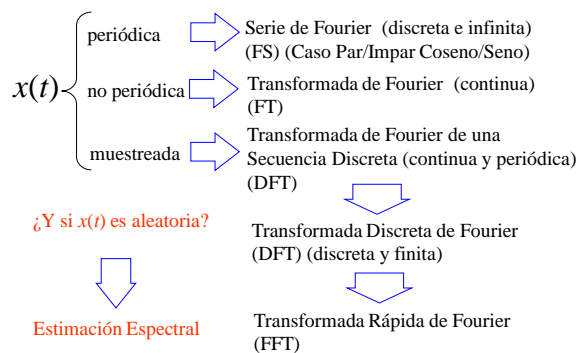 periódica
Serie de Fourier (discreta e infinita)
(FS) (Caso Par/Impar Coseno/Seno)
x(t)
no periódica
Transformada de Fourier (continua)
(FT)
muestreada
Transformada de Fourier de una
Secuencia Discreta (continua y periódica)
(DFT)
¿Y si x(t) es aleatoria?
Transformada Discreta de Fourier
(DFT) (discreta y finita)
Estimación Espectral
Transformada Rápida de Fourier
(FFT)